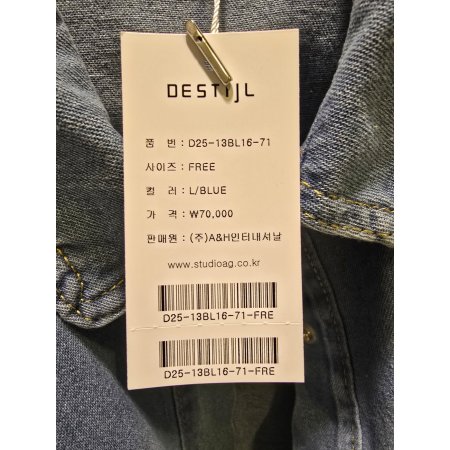 DESTIJL
품 번 : D25-13BL16-71
사이즈 : FREE
컬 러 : L/BLUE
가 격 : ₩70,000
판매원 : (주)A&H인터내셔날
www.studioag.co.kr
D25-13BL16-71-FRE
D25-13BL16-71-FRE